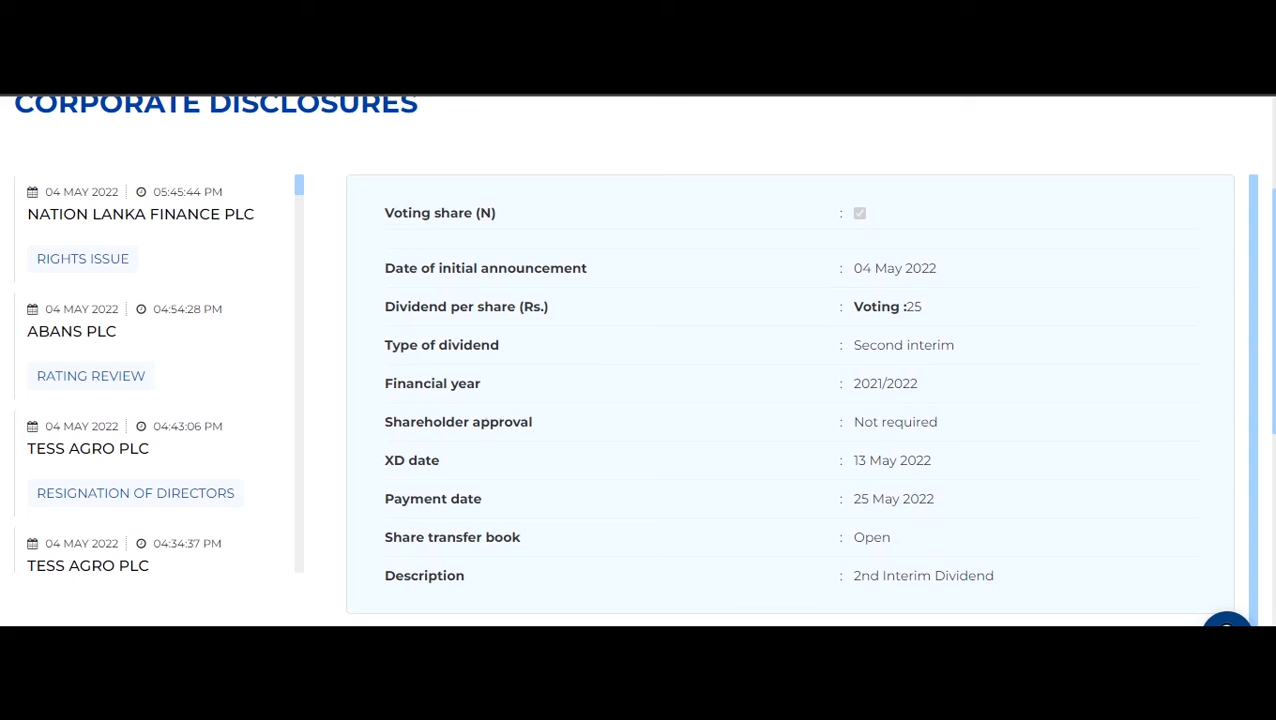 CORPORATE DISCLOSURES
04 MAY 2022 05:45:44 PM
NATION LANKA FINANCE PLC
RIGHTS ISSUE
04 MAY 2022 04:54:28 PM
ABANS PLC
RATING REVIEW
04 MAY 2022 04:43:06 PM
TESS AGRO PLC
RESIGNATION OF DIRECTORS
04 MAY 2022 04:34:37 PM
TESS AGRO PLC
Voting share (N) :
Date of initial announcement : 04 May 2022
Dividend per share (Rs.) : Voting :25
Type of dividend : Second interim
Financial year : 2021/2022
Shareholder approval : Not required
XD date : 13 May 2022
Payment date : 25 May 2022
Share transfer book : Open
Description : 2nd Interim Dividend